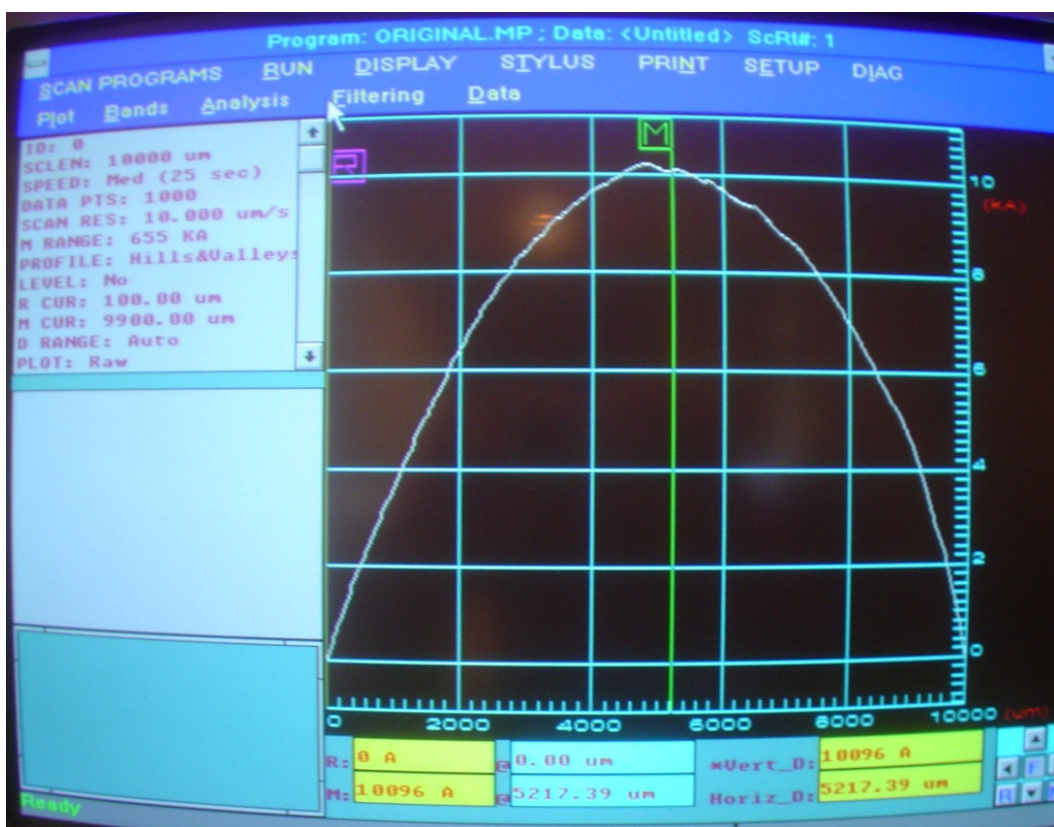 Program: ORIGINAL.MP ; Data: <Untitled> ScRt#: 1
SCAN PROGRAMS RUN DISPLAY STYLUS PRINT SETUP DIAG
Plot Bands Analysis Filtering Data
ID: 0
SCLEN: 10000 um
SPEED: Med (25 sec)
DATA PTS: 1000
SCAN RES: 10.000 um/s
M RANGE: 655 KA
PROFILE: Hills&Valleys
LEVEL: No
R CUR: 100.00 um
M CUR: 9900.00 um
D RANGE: Auto
PLOT: Raw
R
M
10
(KA)
8
6
4
2
0
0 2000 4000 6000 8000 10000 (um)
R: 0 A @ 0.00 um *Vert_D: 10096 A
M: 10096 A @ 5217.39 um Horiz_D: 5217.39 um
F
R
Ready